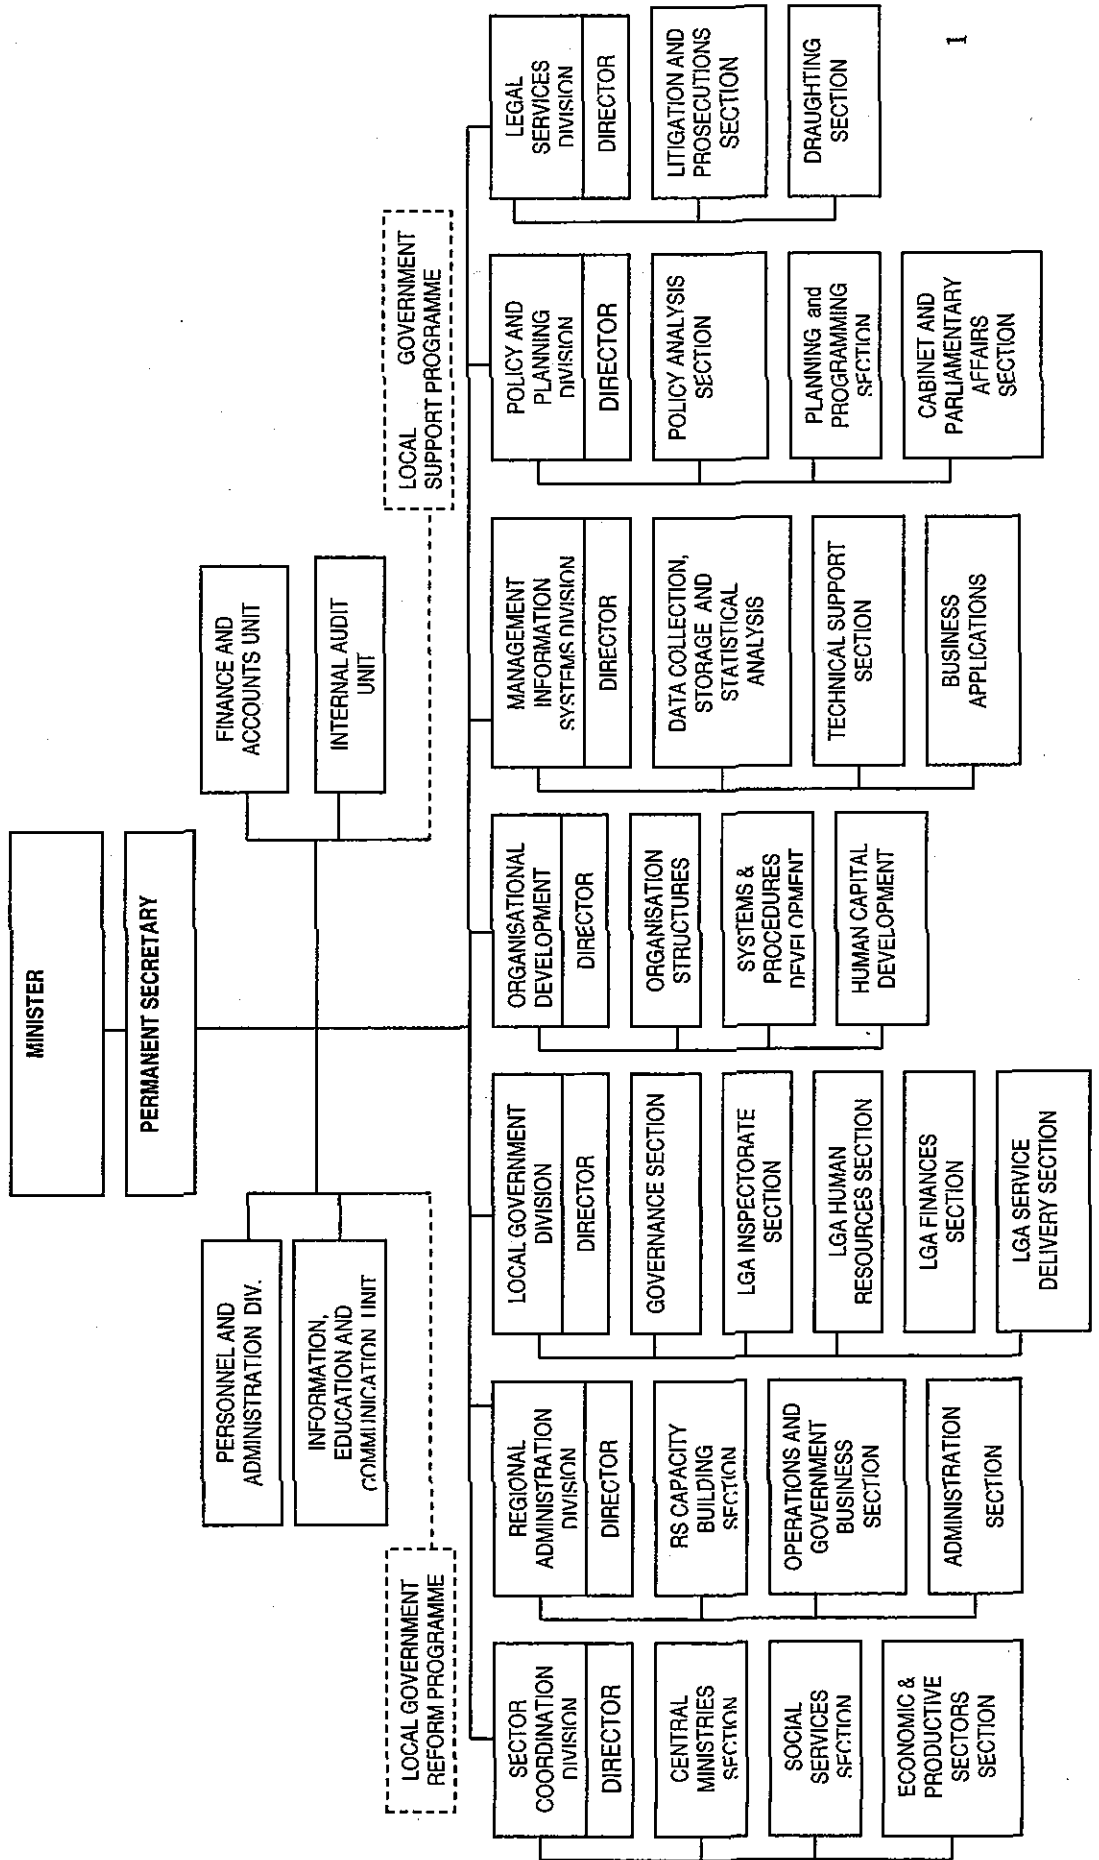 MINISTER
PERMANENT SECRETARY
PERSONNEL AND
ADMINISTRATION DIV.
INFORMATION,
EDUCATION AND
COMMUNICATION UNIT
FINANCE AND
ACCOUNTS UNIT
INTERNAL AUDIT
UNIT
LOCAL GOVERNMENT
REFORM PROGRAMME
LOCAL GOVERNMENT
SUPPORT PROGRAMME
SECTOR
COORDINATION
DIVISION
DIRECTOR
CENTRAL
MINISTRIES
SECTION
SOCIAL
SERVICES
SECTION
ECONOMIC &
PRODUCTIVE
SECTORS
SECTION
REGIONAL
ADMINISTRATION
DIVISION
DIRECTOR
RS CAPACITY
BUILDING
SECTION
OPERATIONS AND
GOVERNMENT
BUSINESS
SECTION
ADMINISTRATION
SECTION
LOCAL GOVERNMENT
DIVISION
DIRECTOR
GOVERNANCE SECTION
LGA INSPECTORATE
SECTION
LGA HUMAN
RESOURCES SECTION
LGA FINANCES
SECTION
LGA SERVICE
DELIVERY SECTION
ORGANISATIONAL
DEVELOPMENT
DIRECTOR
ORGANISATION
STRUCTURES
SYSTEMS &
PROCEDURES
DEVELOPMENT
HUMAN CAPITAL
DEVELOPMENT
MANAGEMENT
INFORMATION
SYSTEMS DIVISION
DIRECTOR
DATA COLLECTION,
STORAGE AND
STATISTICAL
ANALYSIS
TECHNICAL SUPPORT
SECTION
BUSINESS
APPLICATIONS
POLICY AND
PLANNING
DIVISION
DIRECTOR
POLICY ANALYSIS
SECTION
PLANNING and
PROGRAMMING
SECTION
CABINET AND
PARLIAMENTARY
AFFAIRS
SECTION
LEGAL
SERVICES
DIVISION
DIRECTOR
LITIGATION AND
PROSECUTIONS
SECTION
DRAUGHTING
SECTION
1